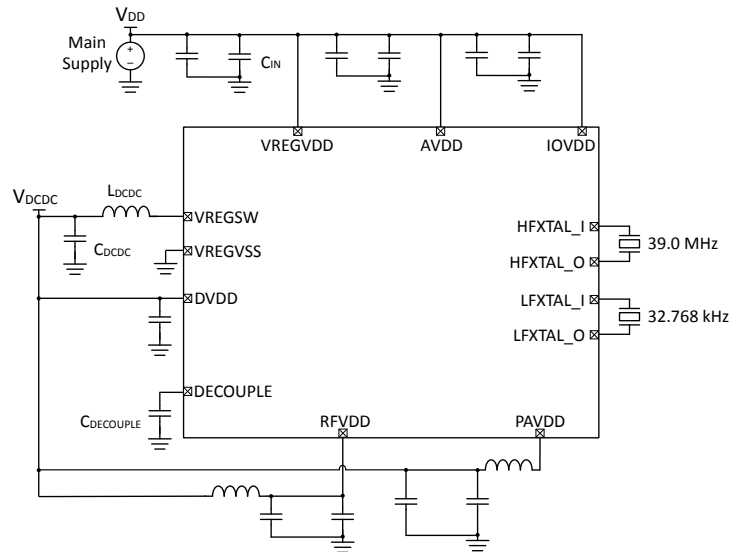 VDD
Main
Supply
+
−
CIN
VREGVDD
AVDD
IOVDD
VDCDC
LDCDC
CDCDC
VREGSW
VREGVSS
DVDD
DECOUPLE
CDECOUPLE
HFXTAL_I
HFXTAL_O
39.0 MHz
LFXTAL_I
LFXTAL_O
32.768 kHz
RFVDD
PAVDD